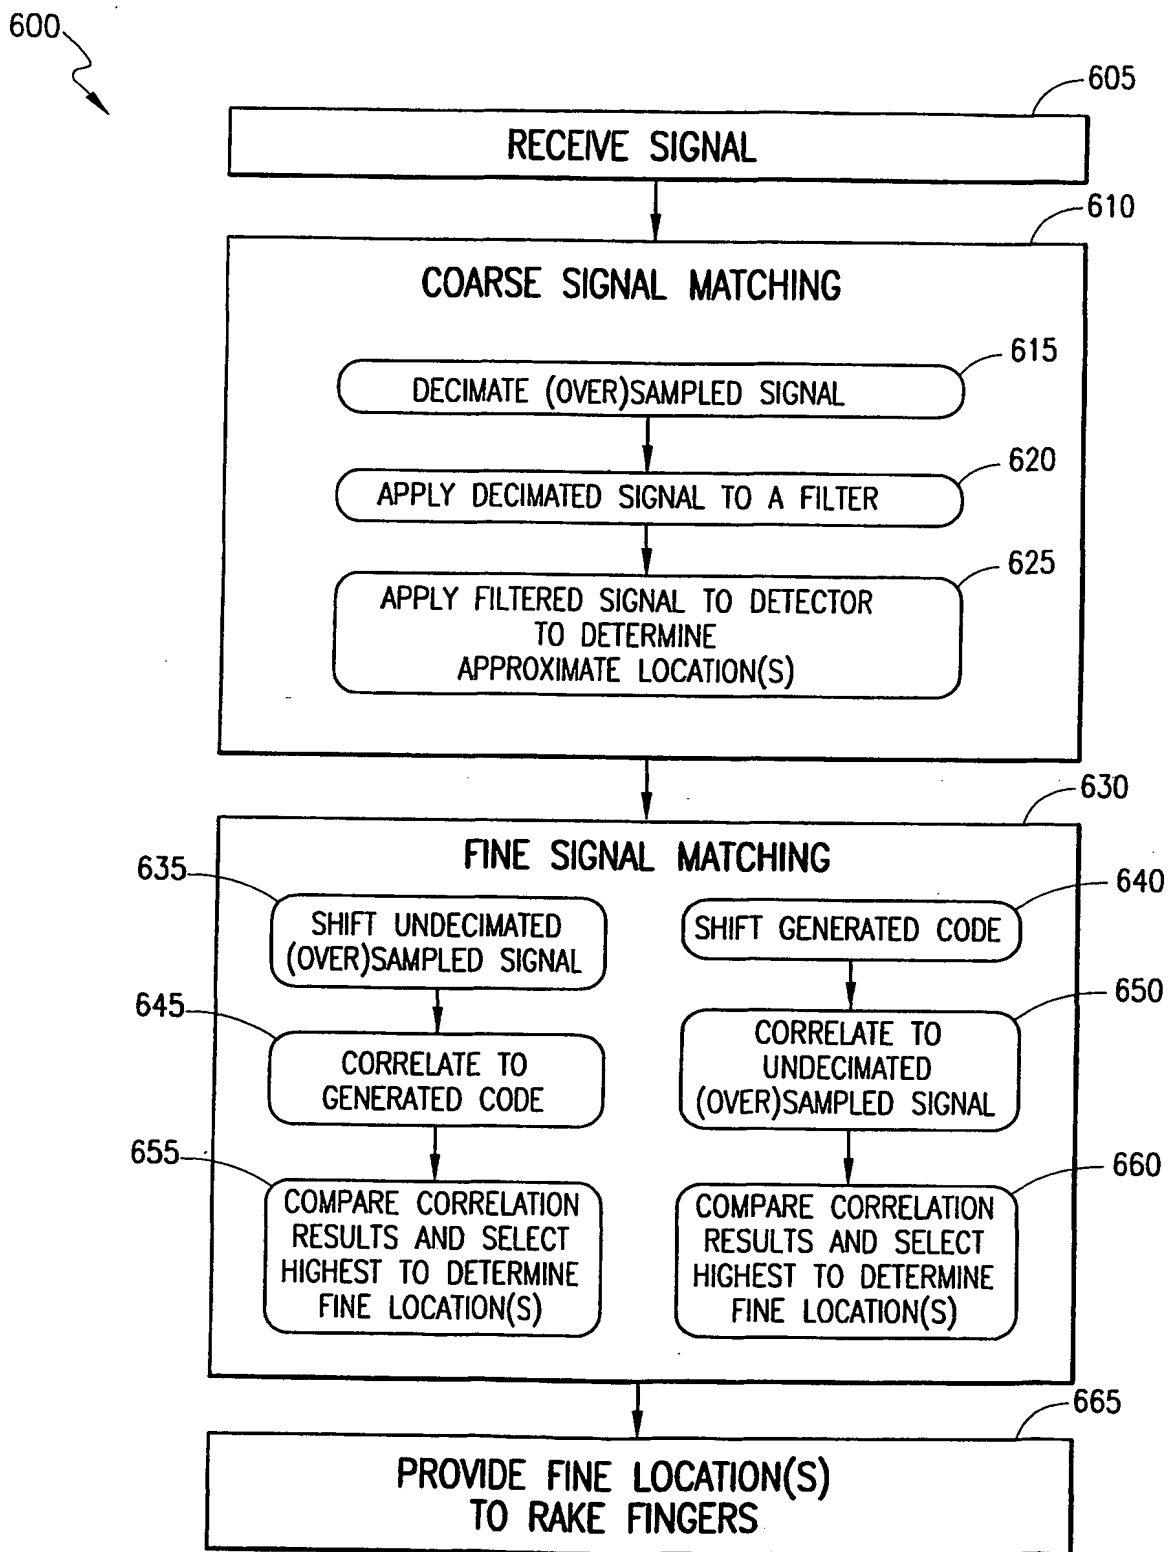 600
605
RECEIVE SIGNAL
610
COARSE SIGNAL MATCHING
615
DECIMATE (OVER)SAMPLED SIGNAL
620
APPLY DECIMATED SIGNAL TO A FILTER
625
APPLY FILTERED SIGNAL TO DETECTOR
TO DETERMINE
APPROXIMATE LOCATION(S)
630
FINE SIGNAL MATCHING
635
SHIFT UNDECIMATED
(OVER)SAMPLED SIGNAL
640
SHIFT GENERATED CODE
645
CORRELATE TO
GENERATED CODE
650
CORRELATE TO
UNDECIMATED
(OVER)SAMPLED SIGNAL
655
COMPARE CORRELATION
RESULTS AND SELECT
HIGHEST TO DETERMINE
FINE LOCATION(S)
660
COMPARE CORRELATION
RESULTS AND SELECT
HIGHEST TO DETERMINE
FINE LOCATION(S)
665
PROVIDE FINE LOCATION(S)
TO RAKE FINGERS